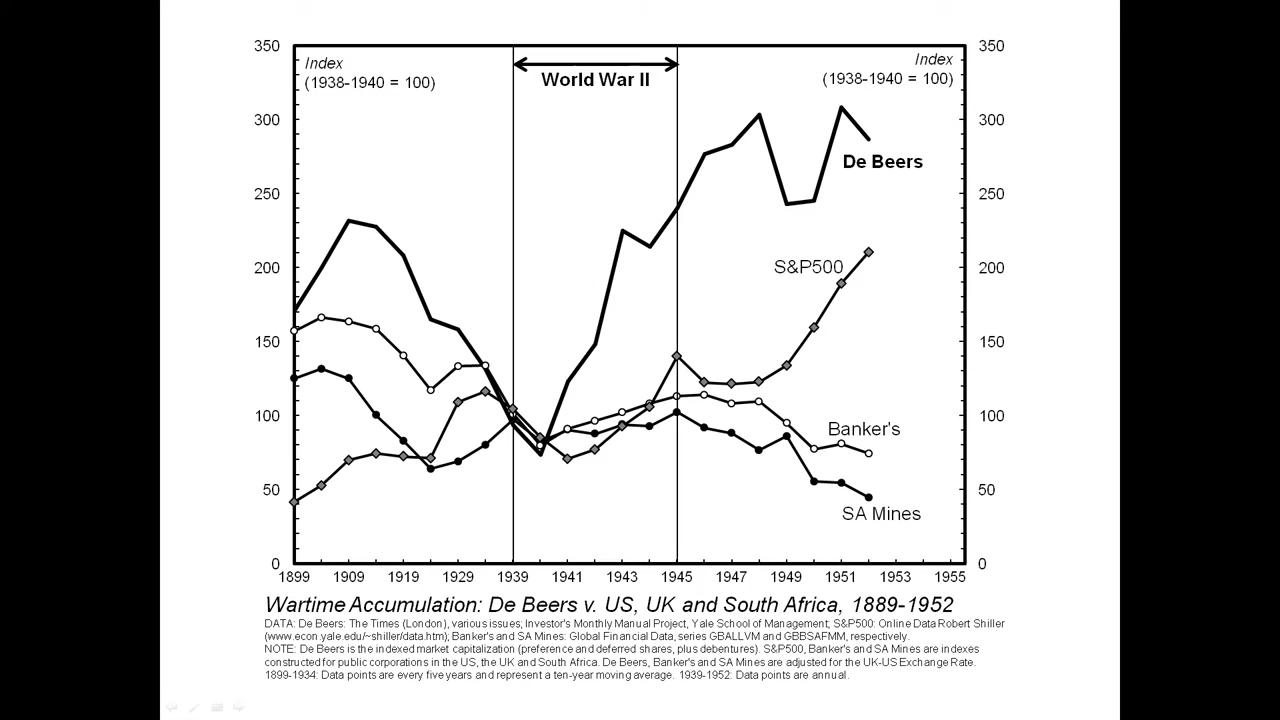 350
350
Index
(1938-1940 = 100)
World War II
Index
(1938-1940 = 100)
300
300
De Beers
250
250
S&P500
200
200
150
150
100
100
Banker's
50
50
SA Mines
0
0
1899 1909 1919 1929 1939 1941 1943 1945 1947 1949 1951 1953 1955
Wartime Accumulation: De Beers v. US, UK and South Africa, 1889-1952
DATA: De Beers: The Times (London), various issues; Investor's Monthly Manual Project, Yale School of Management; S&P500: Online Data Robert Shiller
(www.econ.yale.edu/~shiller/data.htm); Banker's and SA Mines: Global Financial Data, series GBALLVM and GBBSAFMM, respectively.
NOTE: De Beers is the indexed market capitalization (preference and deferred shares, plus debentures). S&P500, Banker's and SA Mines are indexes
constructed for public corporations in the US, the UK and South Africa. De Beers, Banker's and SA Mines are adjusted for the UK-US Exchange Rate.
1899-1934: Data points are every five years and represent a ten-year moving average. 1939-1952: Data points are annual.